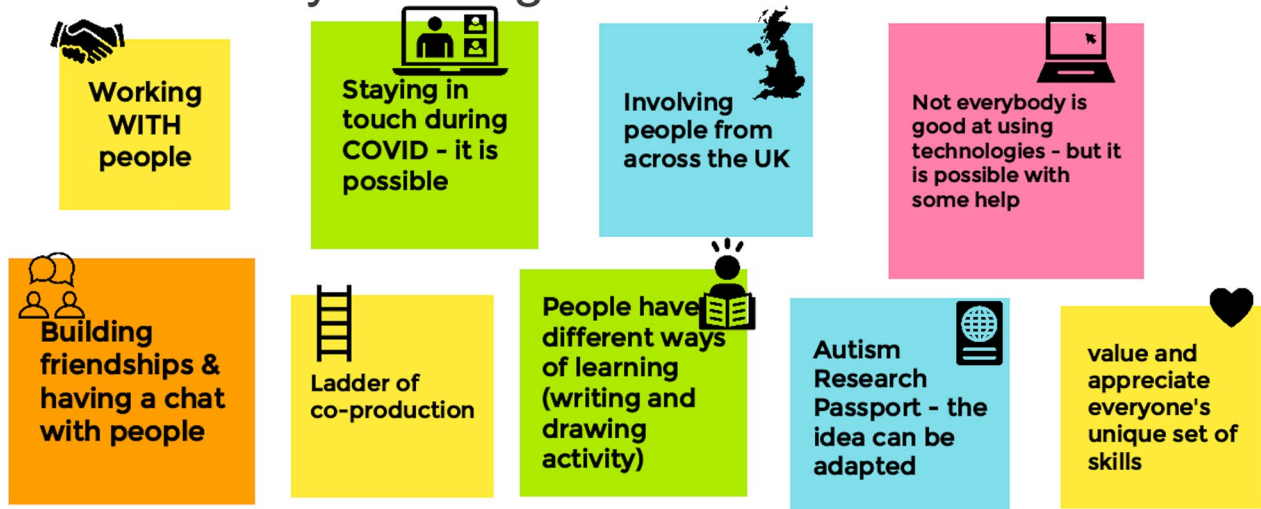 Working
WITH
people
Staying in
touch during
COVID - it is
possible
Involving
people from
across the UK
Not everybody is
good at using
technologies - but it
is possible with
some help
Building
friendships &
having a chat
with people
Ladder of
co-production
People have
different ways
of learning
(writing and
drawing
activity)
Autism
Research
Passport - the
idea can be
adapted
value and
appreciate
everyone's
unique set of
skills